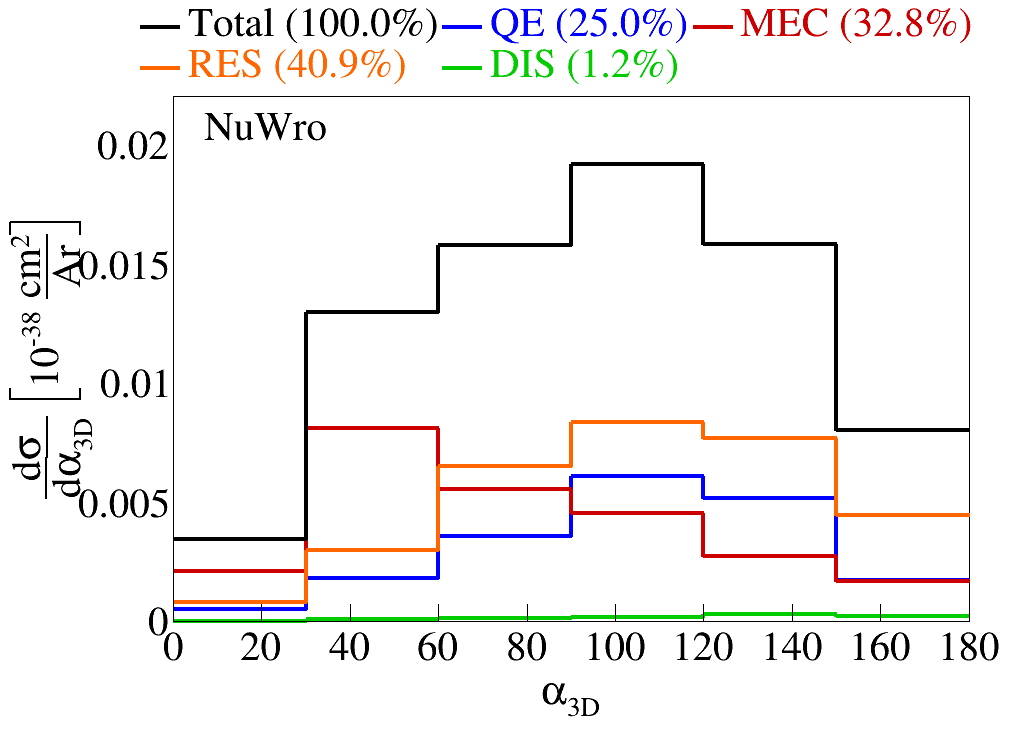 Total (100.0%) QE (25.0%) MEC (32.8%)
RES (40.9%) DIS (1.2%)
NuWro
0.02
0.015
0.01
0.005
0
dσ/dα3D [10^-38 cm^2/Ar]
0 20 40 60 80 100 120 140 160 180
α3D